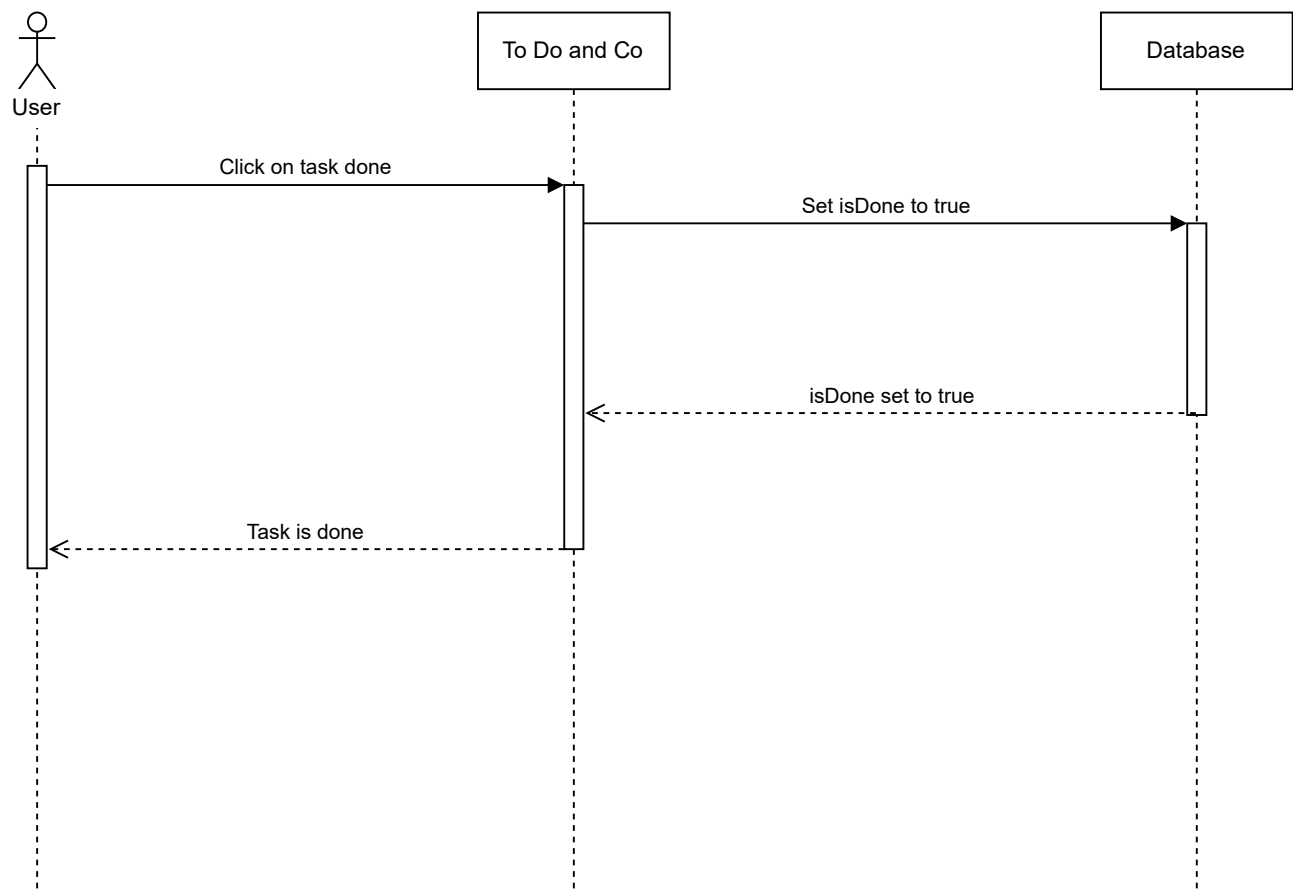 To Do and Co
Database
User
Click on task done
Set isDone to true
isDone set to true
Task is done